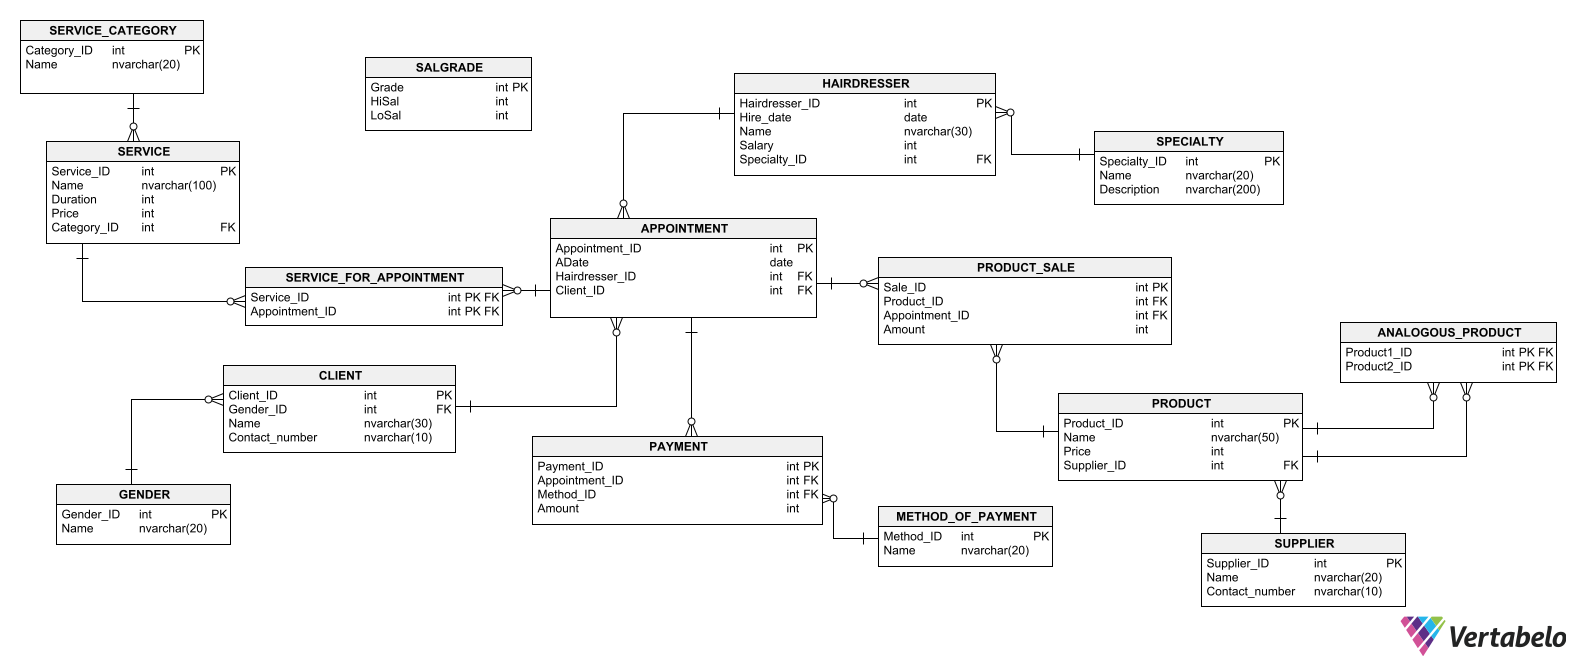 SERVICE_CATEGORY
Category_ID int PK
Name nvarchar(20)
SALGRADE
Grade int PK
HiSal int
LoSal int
HAIRDRESSER
Hairdresser_ID int PK
Hire_date date
Name nvarchar(30)
Salary int
Specialty_ID int FK
SPECIALTY
Specialty_ID int PK
Name nvarchar(20)
Description nvarchar(200)
SERVICE
Service_ID int PK
Name nvarchar(100)
Duration int
Price int
Category_ID int FK
APPOINTMENT
Appointment_ID int PK
ADate date
Hairdresser_ID int FK
Client_ID int FK
SERVICE_FOR_APPOINTMENT
Service_ID int PK FK
Appointment_ID int PK FK
PRODUCT_SALE
Sale_ID int PK
Product_ID int FK
Appointment_ID int FK
Amount int
ANALOGOUS_PRODUCT
Product1_ID int PK FK
Product2_ID int PK FK
CLIENT
Client_ID int PK
Gender_ID int FK
Name nvarchar(30)
Contact_number nvarchar(10)
PRODUCT
Product_ID int PK
Name nvarchar(50)
Price int
Supplier_ID int FK
PAYMENT
Payment_ID int PK
Appointment_ID int FK
Method_ID int FK
Amount int
GENDER
Gender_ID int PK
Name nvarchar(20)
METHOD_OF_PAYMENT
Method_ID int PK
Name nvarchar(20)
SUPPLIER
Supplier_ID int PK
Name nvarchar(20)
Contact_number nvarchar(10)
Vertabelo